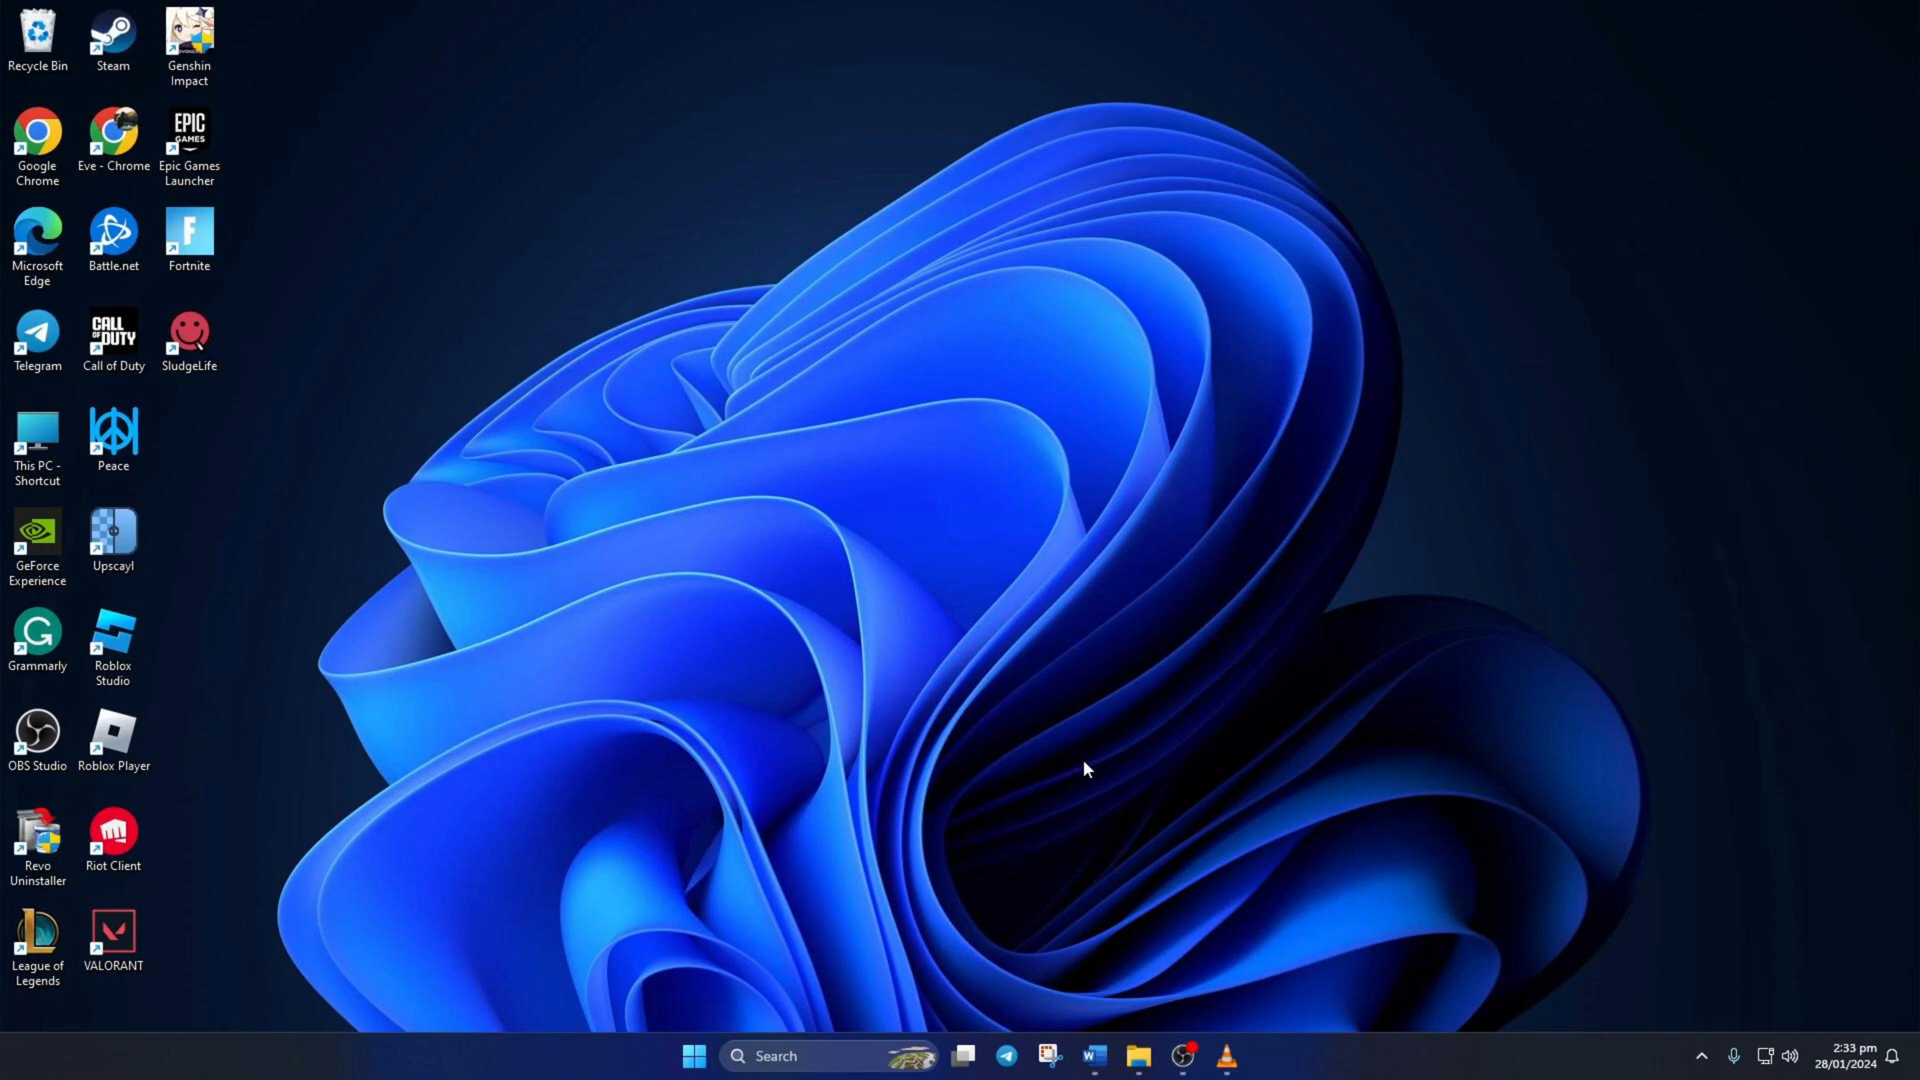 Recycle Bin
Steam
Genshin
Impact
Google
Chrome
Eve - Chrome
EPIC
GAMES
Epic Games
Launcher
Microsoft
Edge
Battle.net
F
Fortnite
Telegram
CALL
OF DUTY
Call of Duty
SludgeLife
This PC -
Shortcut
Peace
GeForce
Experience
Upscayl
G
Grammarly
Roblox
Studio
OBS Studio
Roblox Player
Revo
Uninstaller
Riot Client
L
League of
Legends
VALORANT
Search
W
2:33 pm
28/01/2024